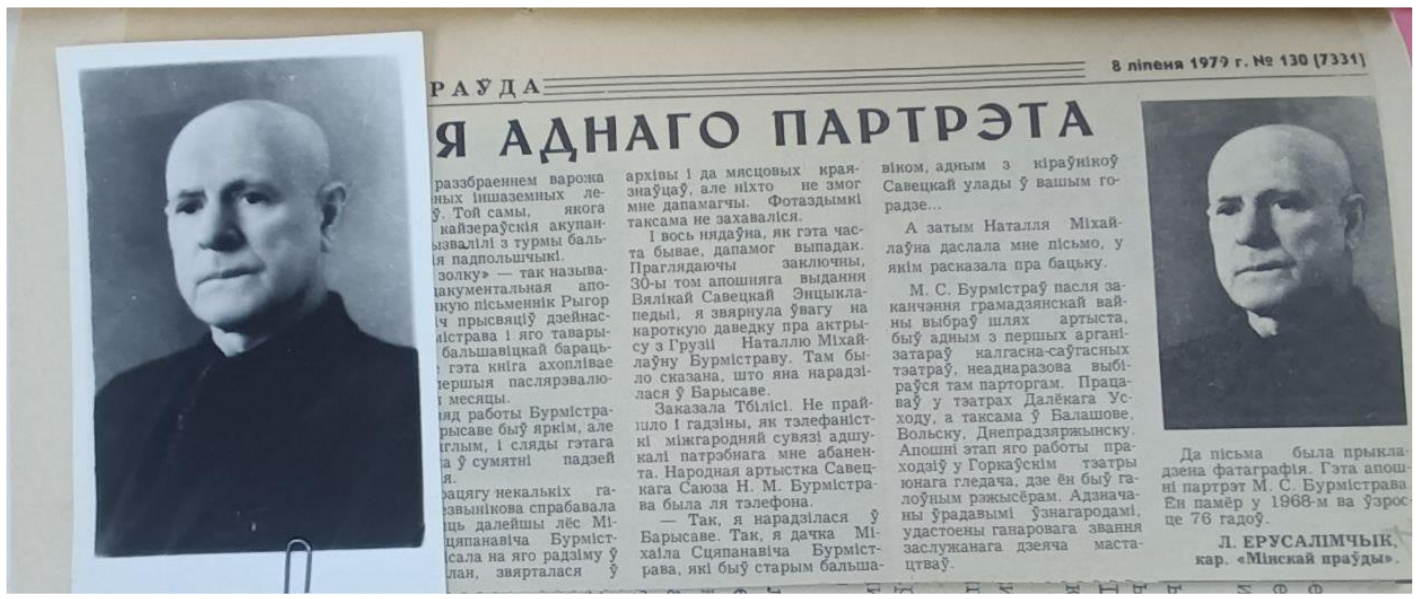 РАЎДА
8 ліпеня 1979 г. № 130 (7331)
Я АДНАГО ПАРТРЭТА
раззбраеннем варожа
ных іншаземных ле-
ў. Той самы, якога
кайзераўскія акупан-
ызвалілі з турмы баль-
ія падпольшчыкі.
золку» — так называ-
дакументальная апо-
якую пісьменнік Рыгор
іч прысвяціў дзейнас-
містрава і яго тавары-
бальшавіцкай бараць-
гэта кніга ахоплівае
першыя паслярэвалю-
месяцы.
яд работы Бурмістра-
рысаве быў яркім, але
глым, і сляды гэтага
а ў сумятні падзей
я.
рацягу некалькіх га-
езвынікова спрабавала
іць далейшы лёс Мі-
цяпанавіча Бурміст-
ісала на яго радзіму ў
лан, звярталася ў
архівы і да мясцовых края-
знаўцаў, але ніхто не змог
мне дапамагчы. Фотаздымкі
таксама не захаваліся.
І вось нядаўна, як гэта час-
та бывае, дапамог выпадак.
Праглядаючы заключны,
30-ы том апошняга выдання
Вялікай Савецкай Энцыкла-
педыі, я звярнула ўвагу на
кароткую даведку пра актры-
су з Грузіі Наталлю Міхай-
лаўну Бурмістраву. Там бы-
ло сказана, што яна нарадзі-
лася ў Барысаве.
Заказала Тбілісі. Не прай-
шло і гадзіны, як тэлефаніст-
кі міжгародняй сувязі адшу-
калі патрэбнага мне абанен-
та. Народная артыстка Савец-
кага Саюза Н. М. Бурмістра-
ва была ля тэлефона.
— Так, я нарадзілася ў
Барысаве. Так, я дачка Мі-
хаіла Сцяпанавіча Бурміст-
рава, які быў старым бальша-
віком, адным з кіраўнікоў
Савецкай улады ў вашым го-
радзе...
А затым Наталля Міхай-
лаўна даслала мне пісьмо, у
якім расказала пра бацьку.
М. С. Бурмістраў пасля за-
канчэння грамадзянскай вай-
ны выбраў шлях артыста,
быў адным з першых аргані-
затараў калгасна-саўгасных
тэатраў, неаднаразова выбі-
раўся там парторгам. Праца-
ваў у тэатрах Далёкага Ус-
ходу, а таксама ў Балашове,
Вольску, Днепрадзяржынску.
Апошні этап яго работы пра-
ходзіў у Горкаўскім тэатры
юнага гледача, дзе ён быў га-
лоўным рэжысёрам. Адзнача-
ны ўрадавымі ўзнагародамі,
удастоены ганаровага звання
заслужанага дзеяча маста-
цтваў.
Да пісьма была прыкла-
дзена фатаграфія. Гэта апош-
ні партрэт М. С. Бурмістрава.
Ён памёр у 1968-м ва ўзрос-
це 76 гадоў.
Л. ЕРУСАЛІМЧЫК,
кар. «Мінскай праўды».